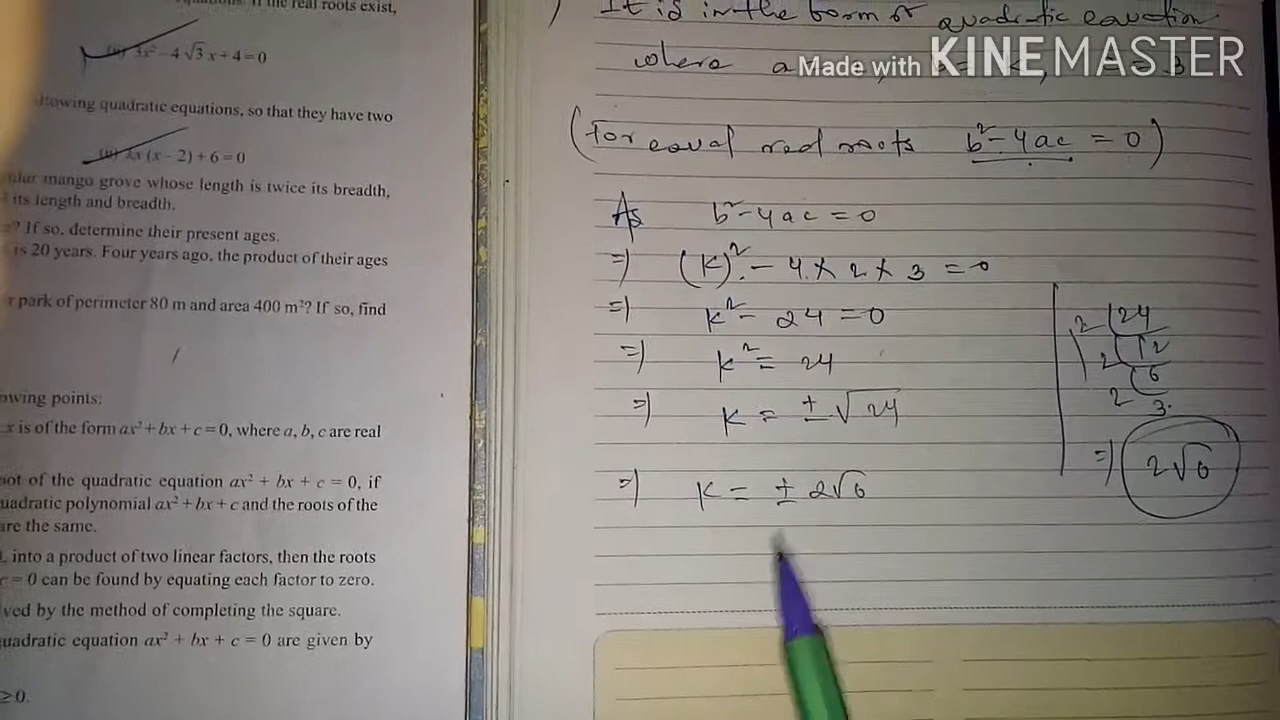 the real roots exist,
(ii) 3x² – 4√3 x + 4 = 0
quadratic equations, so that they have two
(ii) kx (x – 2) + 6 = 0
mango grove whose length is twice its breadth,
its length and breadth.
? If so, determine their present ages.
is 20 years. Four years ago, the product of their ages
park of perimeter 80 m and area 400 m²? If so, find
points:
x is of the form ax² + bx + c = 0, where a, b, c are real
of the quadratic equation ax² + bx + c = 0, if
polynomial ax² + bx + c and the roots of the
are the same.
, into a product of two linear factors, then the roots
= 0 can be found by equating each factor to zero.
by the method of completing the square.
equation ax² + bx + c = 0 are given by
≥ 0.
It is in the form of quadratic equation
where a 3
Made with KINEMASTER
(For equal real roots b² - 4ac = 0)
As b² - 4ac = 0
=) (K)² - 4 × 2 × 3 = 0
=) K² - 24 = 0
=) K² = 24
=) K = ± √24
=) K = ± 2√6
2 24
2 12
2 6
3
=) 2√6